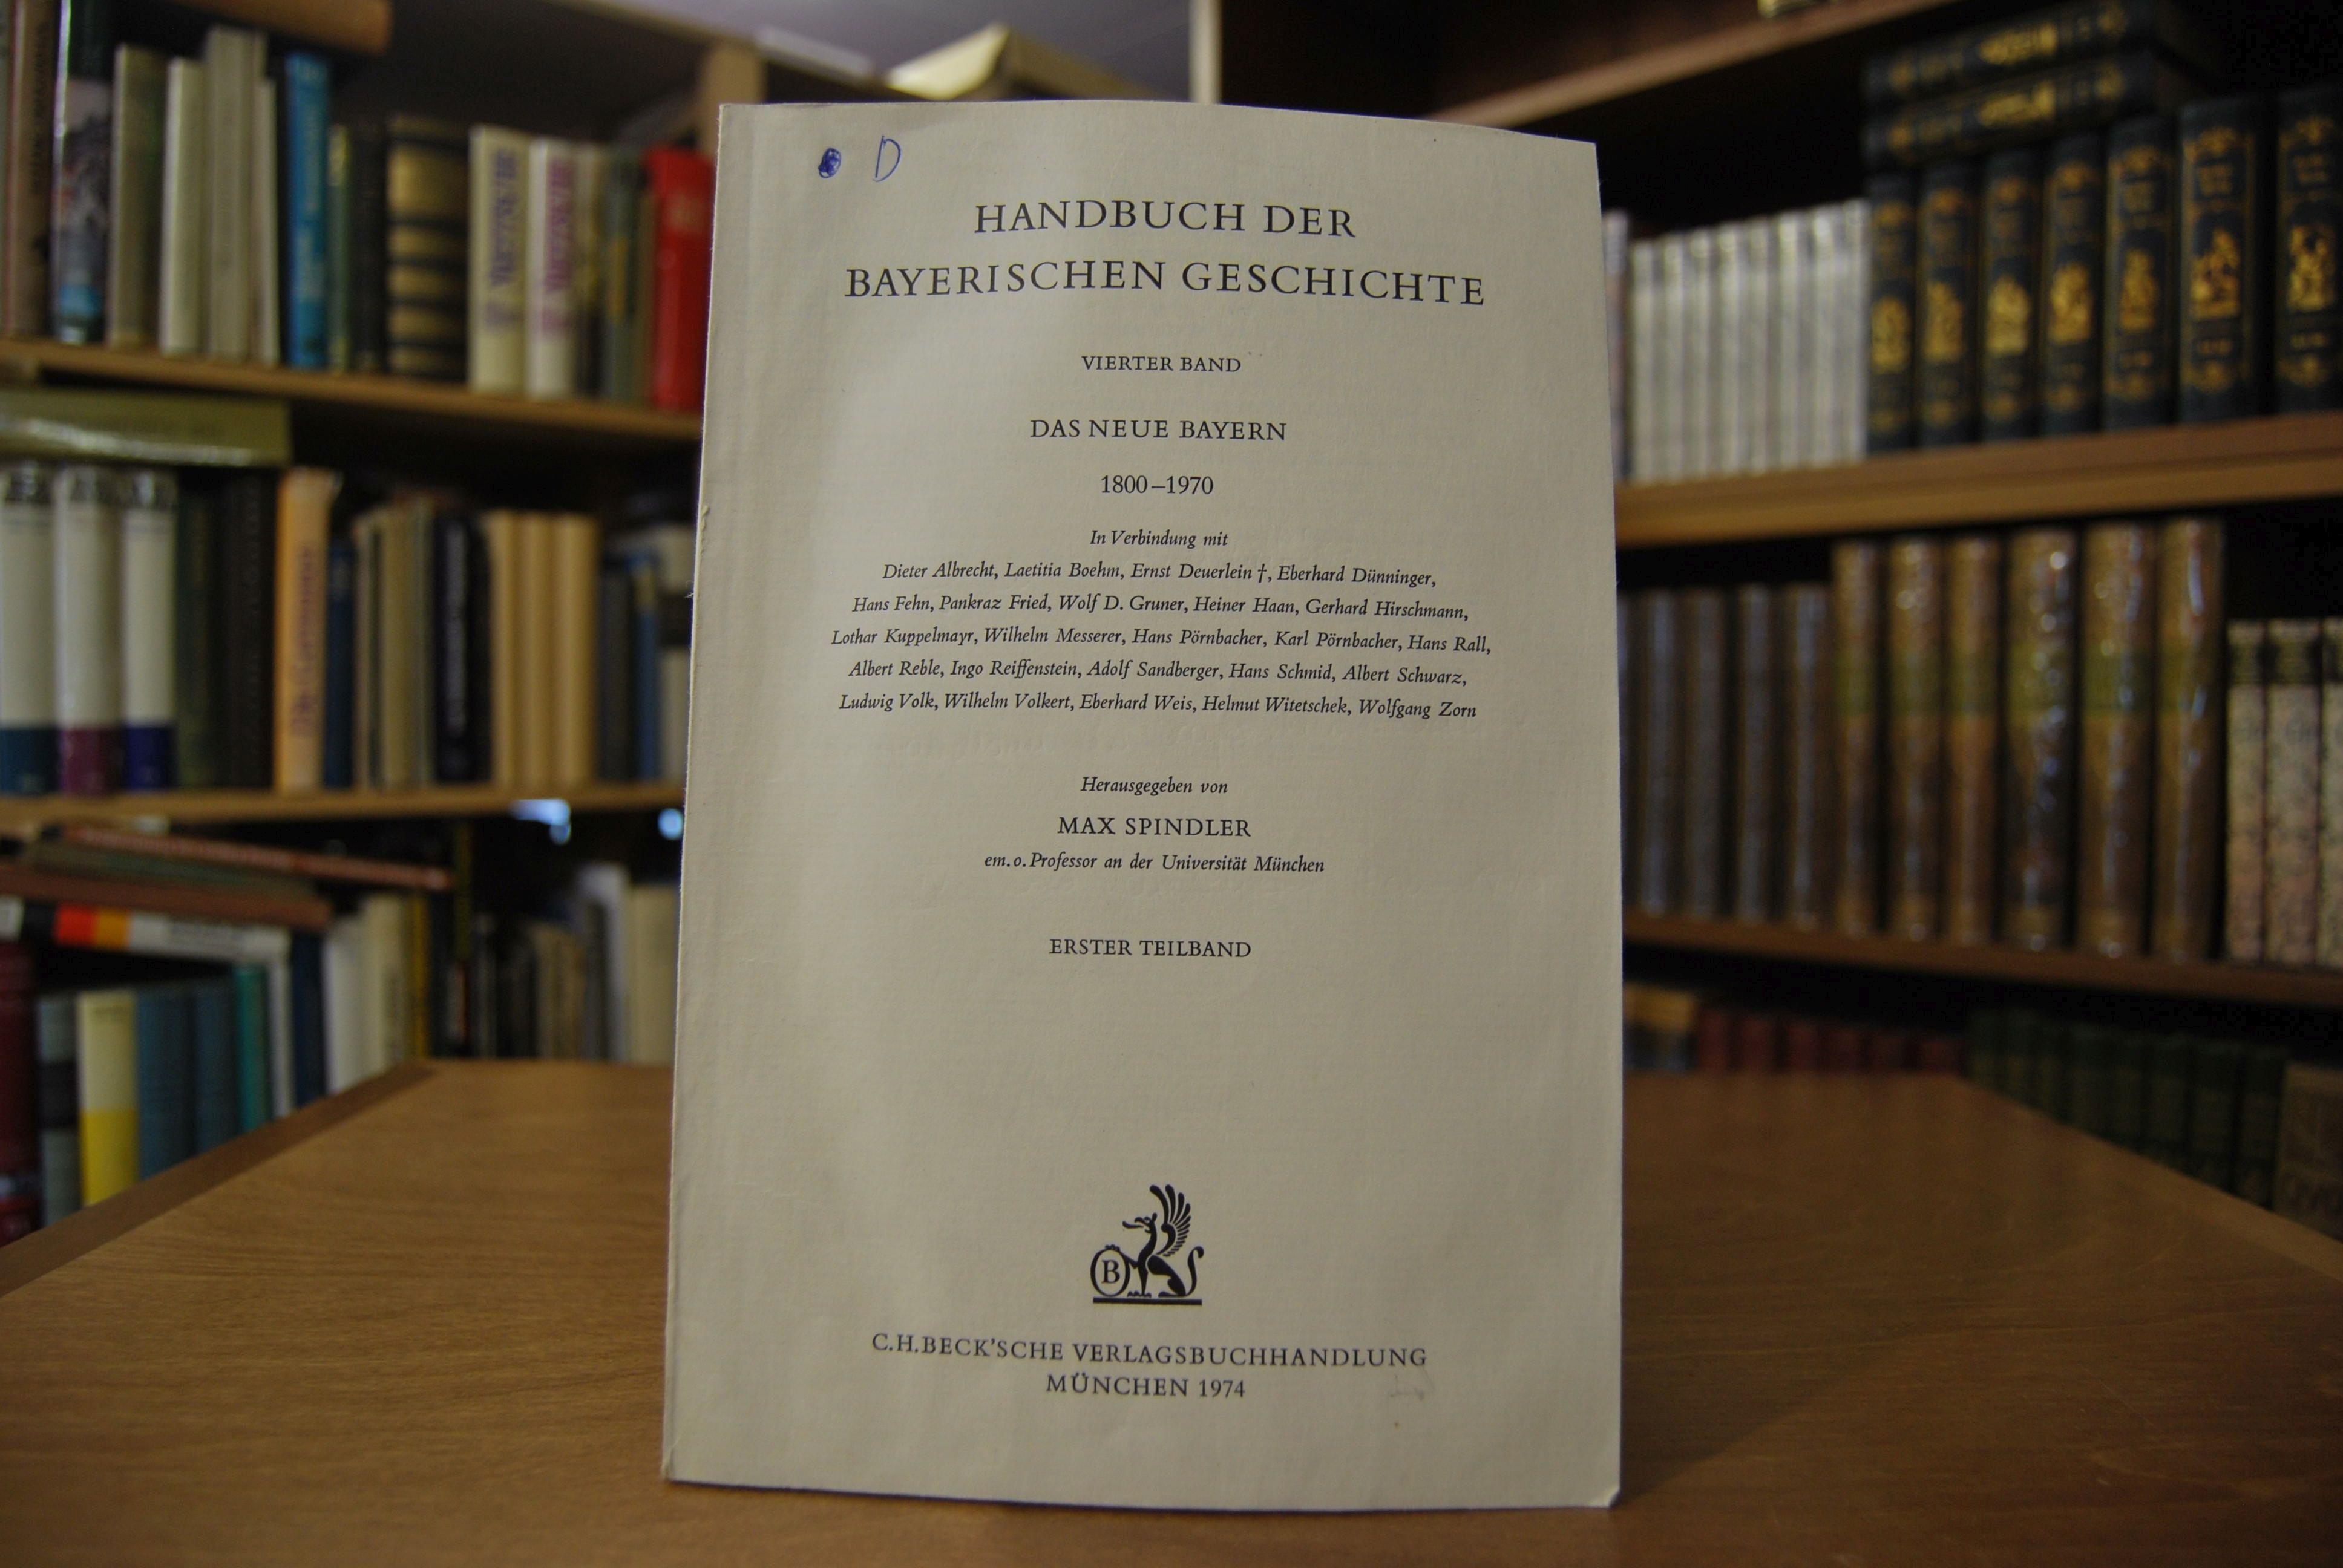 D
HANDBUCH DER
BAYERISCHEN GESCHICHTE
VIERTER BAND
DAS NEUE BAYERN
1800–1970
In Verbindung mit
Dieter Albrecht, Laetitia Boehm, Ernst Deuerlein †, Eberhard Dünninger,
Hans Fehn, Pankraz Fried, Wolf D. Gruner, Heiner Haan, Gerhard Hirschmann,
Lothar Kuppelmayr, Wilhelm Messerer, Hans Pörnbacher, Karl Pörnbacher, Hans Rall,
Albert Reble, Ingo Reiffenstein, Adolf Sandberger, Hans Schmid, Albert Schwarz,
Ludwig Volk, Wilhelm Volkert, Eberhard Weis, Helmut Witetschek, Wolfgang Zorn
Herausgegeben von
MAX SPINDLER
em. o. Professor an der Universität München
ERSTER TEILBAND
B
C.H.BECK'SCHE VERLAGSBUCHHANDLUNG
MÜNCHEN 1974